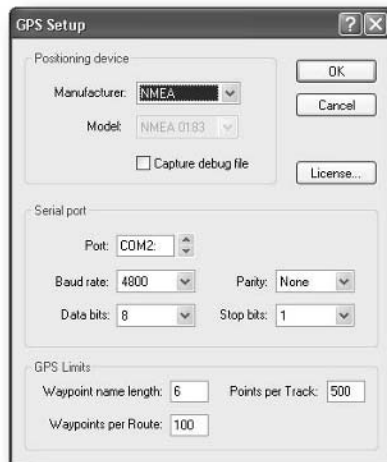 GPS Setup
Positioning device
Manufacturer: NMEA
Model: NMEA 0183
Capture debug file
OK
Cancel
License...
Serial port
Port: COM2:
Baud rate: 4800 Parity: None
Data bits: 8 Stop bits: 1
GPS Limits
Waypoint name length: 6 Points per Track: 500
Waypoints per Route: 100